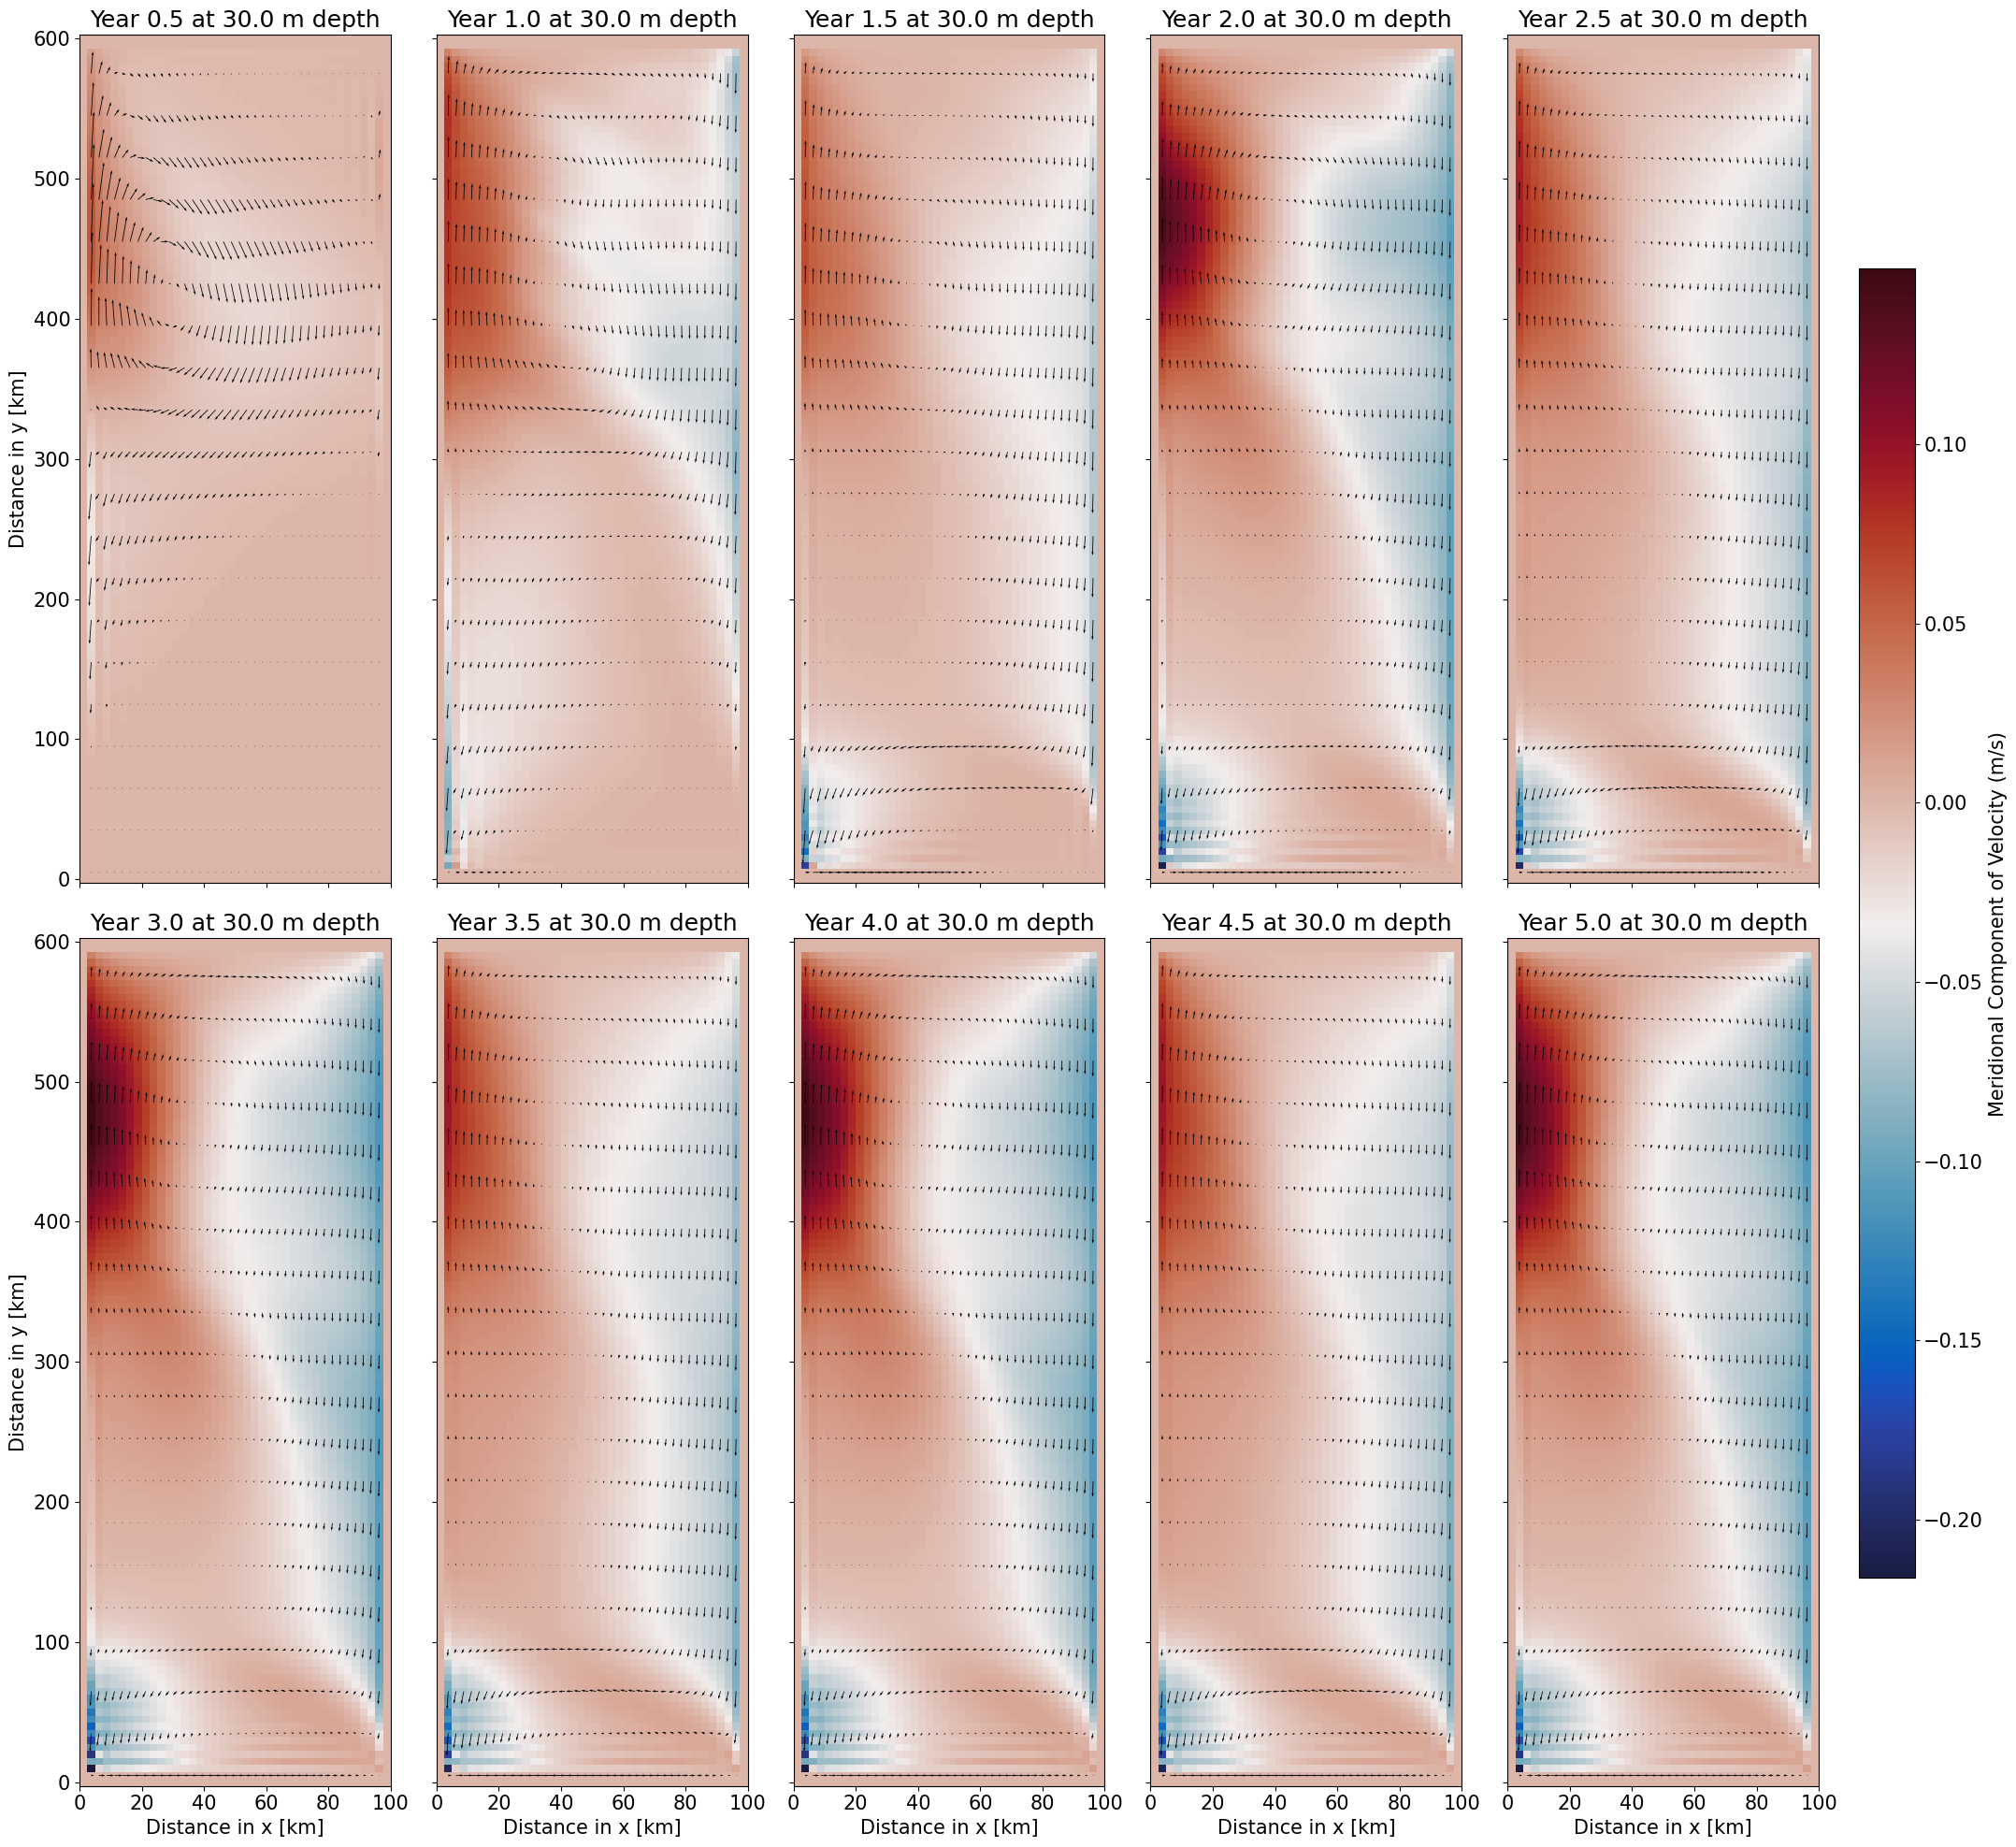 Year 0.5 at 30.0 m depth
Year 1.0 at 30.0 m depth
Year 1.5 at 30.0 m depth
Year 2.0 at 30.0 m depth
Year 2.5 at 30.0 m depth
600
500
400
300
200
100
0
Distance in y [km]
Year 3.0 at 30.0 m depth
Year 3.5 at 30.0 m depth
Year 4.0 at 30.0 m depth
Year 4.5 at 30.0 m depth
Year 5.0 at 30.0 m depth
600
500
400
300
200
100
0
Distance in y [km]
0 20 40 60 80 100
0 20 40 60 80 100
0 20 40 60 80 100
0 20 40 60 80 100
0 20 40 60 80 100
Distance in x [km]
Distance in x [km]
Distance in x [km]
Distance in x [km]
Distance in x [km]
0.10
0.05
0.00
−0.05
−0.10
−0.15
−0.20
Meridional Component of Velocity (m/s)